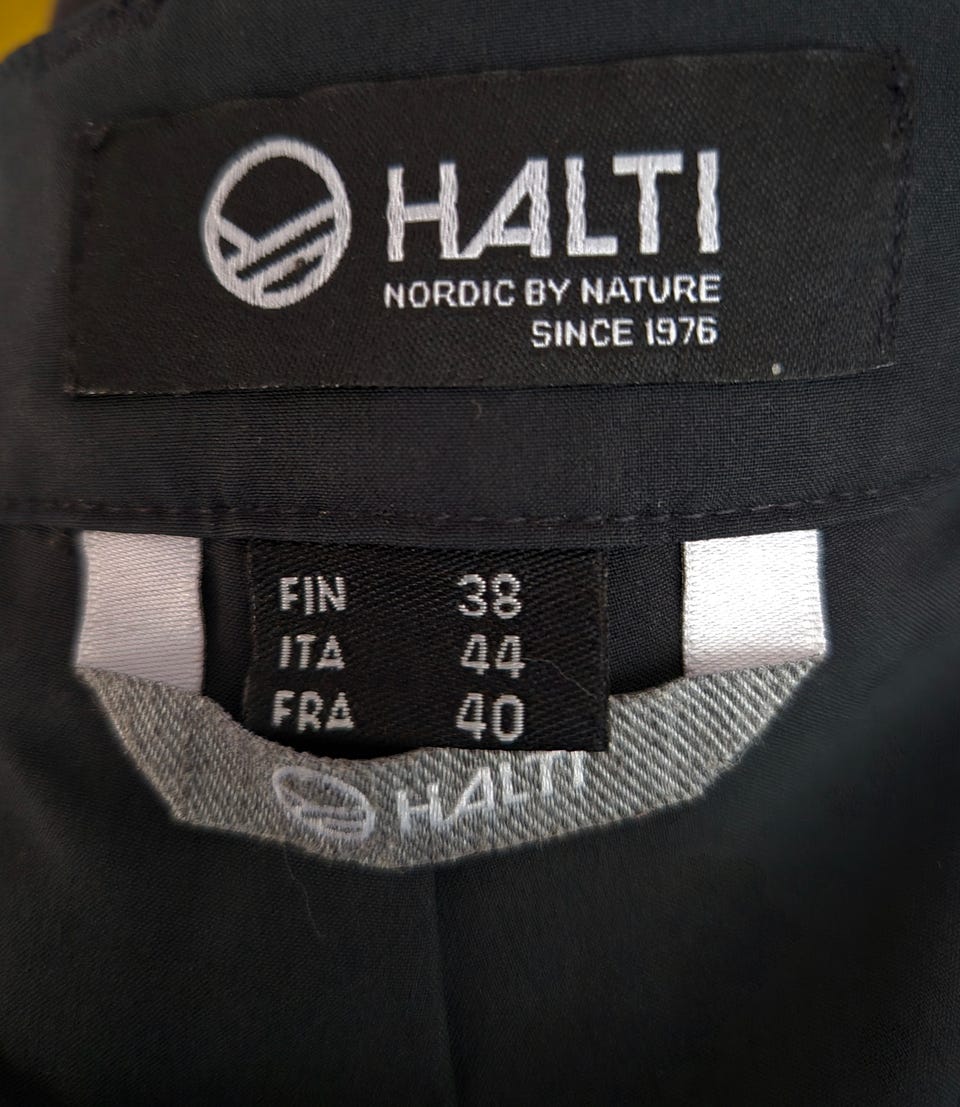 HALTI
NORDIC BY NATURE
SINCE 1976
FIN 38
ITA 44
FRA 40
HALTI